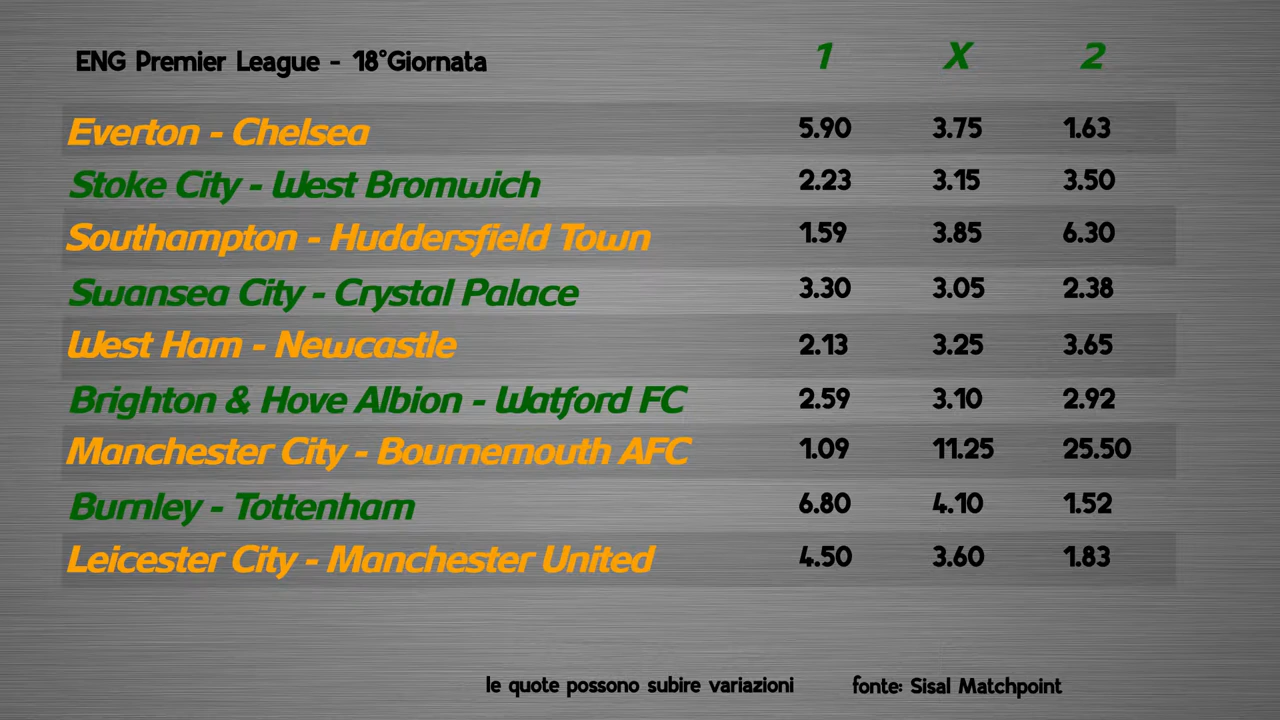 ENG Premier League - 18°Giornata 1 X 2
Everton - Chelsea 5.90 3.75 1.63
Stoke City - West Bromwich 2.23 3.15 3.50
Southampton - Huddersfield Town 1.59 3.85 6.30
Swansea City - Crystal Palace 3.30 3.05 2.38
West Ham - Newcastle 2.13 3.25 3.65
Brighton & Hove Albion - Watford FC 2.59 3.10 2.92
Manchester City - Bournemouth AFC 1.09 11.25 25.50
Burnley - Tottenham 6.80 4.10 1.52
Leicester City - Manchester United 4.50 3.60 1.83
le quote possono subire variazioni fonte: Sisal Matchpoint